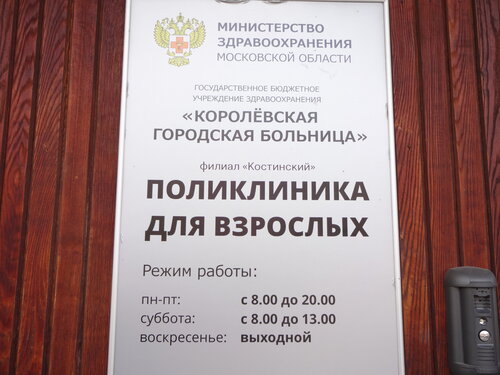 МИНИСТЕРСТВО
ЗДРАВООХРАНЕНИЯ
МОСКОВСКОЙ ОБЛАСТИ
ГОСУДАРСТВЕННОЕ БЮДЖЕТНОЕ
УЧРЕЖДЕНИЕ ЗДРАВООХРАНЕНИЯ
«КОРОЛЁВСКАЯ
ГОРОДСКАЯ БОЛЬНИЦА»
филиал «Костинский»
ПОЛИКЛИНИКА
ДЛЯ ВЗРОСЛЫХ
Режим работы:
пн-пт: с 8.00 до 20.00
суббота: с 8.00 до 13.00
воскресенье: выходной